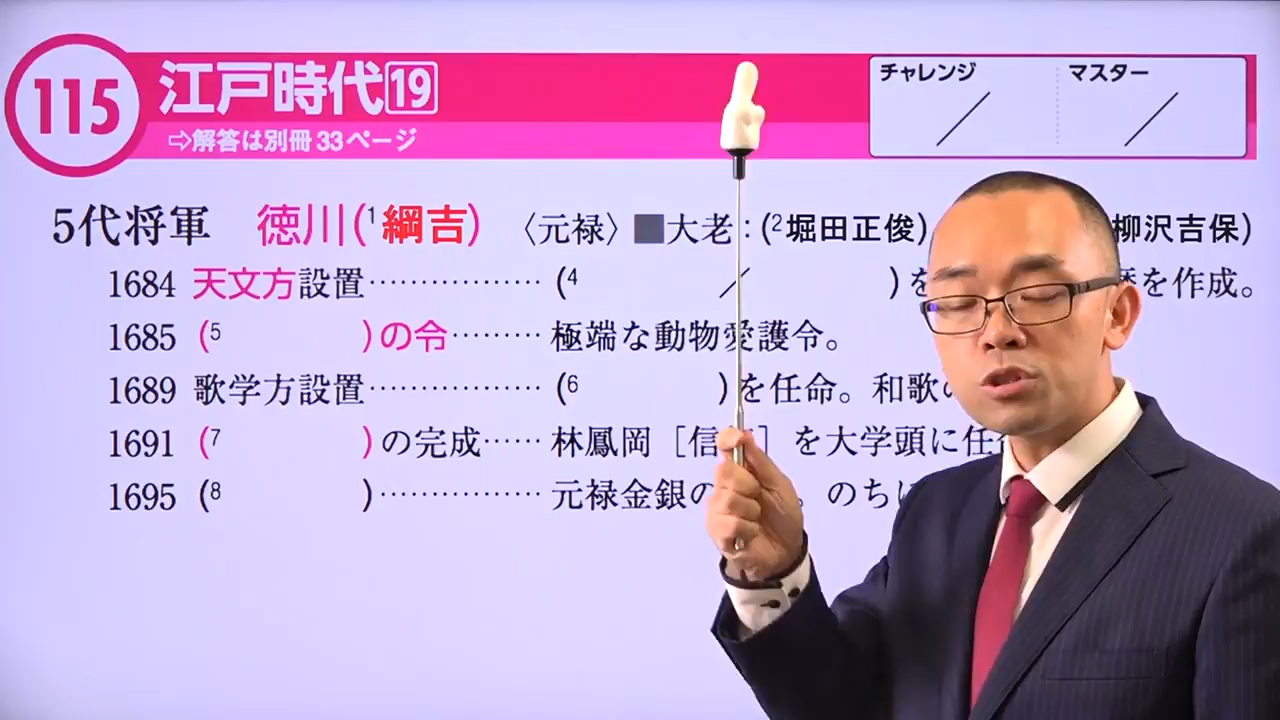 115 江戸時代19
⇨解答は別冊33ページ
チャレンジ
マスター
5代将軍 徳川(1 綱吉) 〈元禄〉■大老:(2 堀田正俊) 柳沢吉保)
1684 天文方設置……………… (4 / )を 暦を作成。
1685 (5 )の令……… 極端な動物愛護令。
1689 歌学方設置……………… (6 )を任命。和歌
1691 (7 )の完成…… 林鳳岡[信 ]を大学頭に任
1695 (8 )……………… 元禄金銀の 。のちに